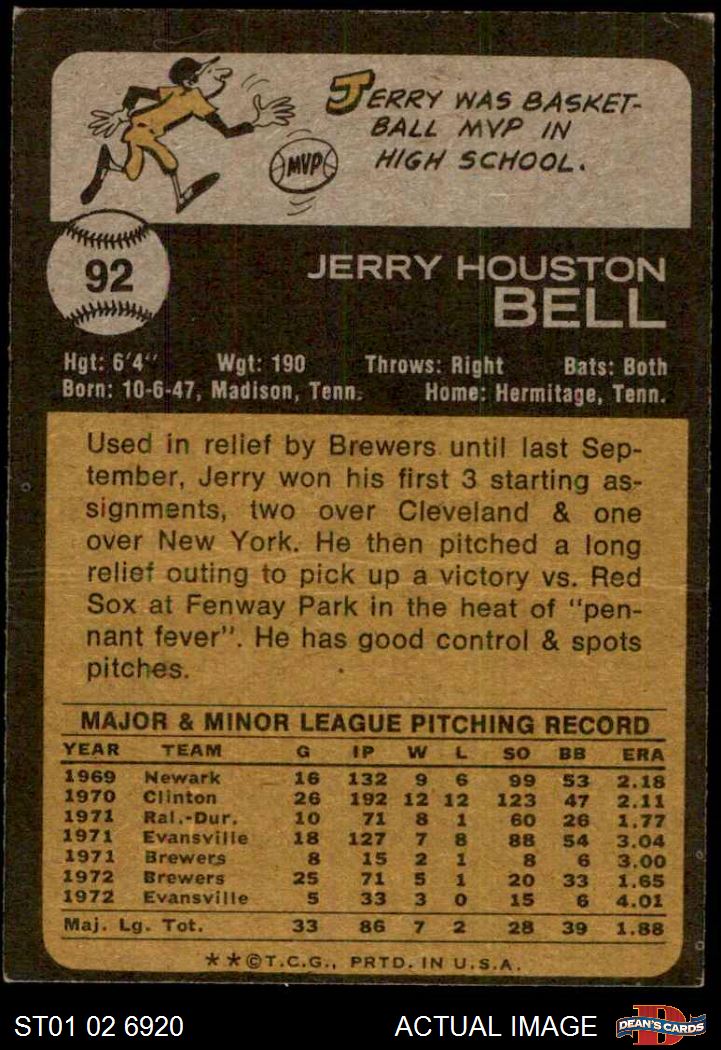 JERRY WAS BASKET-
BALL MVP IN
HIGH SCHOOL.
MVP
92
JERRY HOUSTON
BELL
Hgt: 6'4" Wgt: 190 Throws: Right Bats: Both
Born: 10-6-47, Madison, Tenn. Home: Hermitage, Tenn.
Used in relief by Brewers until last Sep-
tember, Jerry won his first 3 starting as-
signments, two over Cleveland & one
over New York. He then pitched a long
relief outing to pick up a victory vs. Red
Sox at Fenway Park in the heat of "pen-
nant fever". He has good control & spots
pitches.
MAJOR & MINOR LEAGUE PITCHING RECORD
YEAR TEAM G IP W L SO BB ERA
1969 Newark 16 132 9 6 99 53 2.18
1970 Clinton 26 192 12 12 123 47 2.11
1971 Ral.-Dur. 10 71 8 1 60 26 1.77
1971 Evansville 18 127 7 8 88 54 3.04
1971 Brewers 8 15 2 1 8 6 3.00
1972 Brewers 25 71 5 1 20 33 1.65
1972 Evansville 5 33 3 0 15 6 4.01
Maj. Lg. Tot. 33 86 7 2 28 39 1.88
**©T.C.G., PRTD. IN U.S.A.
ST01 02 6920 ACTUAL IMAGE DEAN'S CARDS